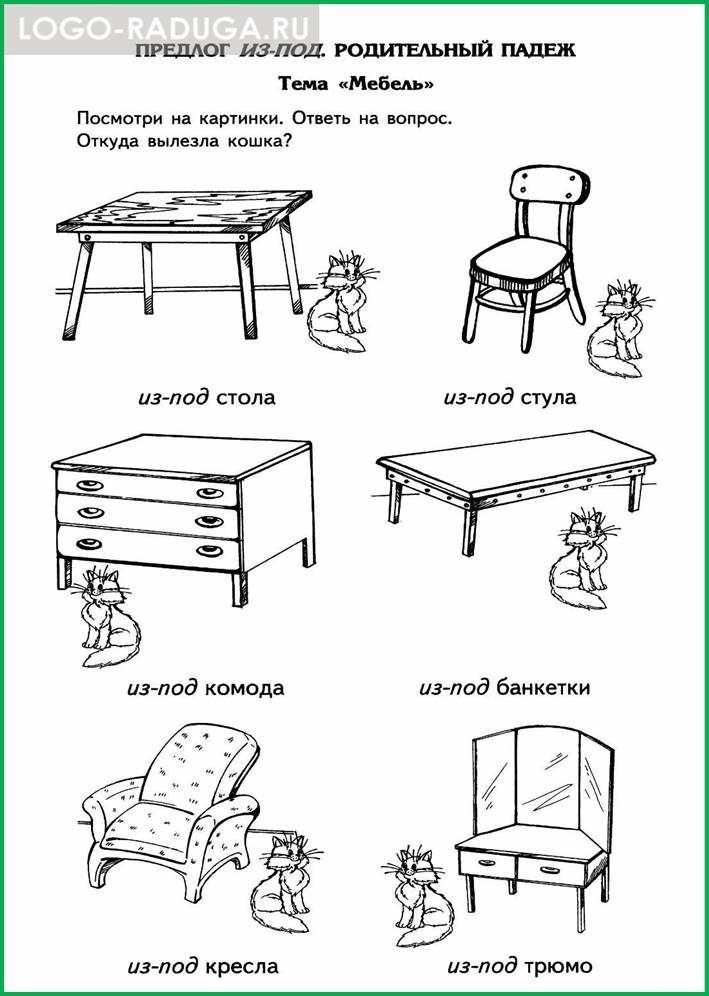 LOGO-RADUGA.RU
ПРЕДЛОГ ИЗ-ПОД. РОДИТЕЛЬНЫЙ ПАДЕЖ
Тема «Мебель»
Посмотри на картинки. Ответь на вопрос.
Откуда вылезла кошка?
из-под стола
из-под стула
из-под комода
из-под банкетки
из-под кресла
из-под трюмо